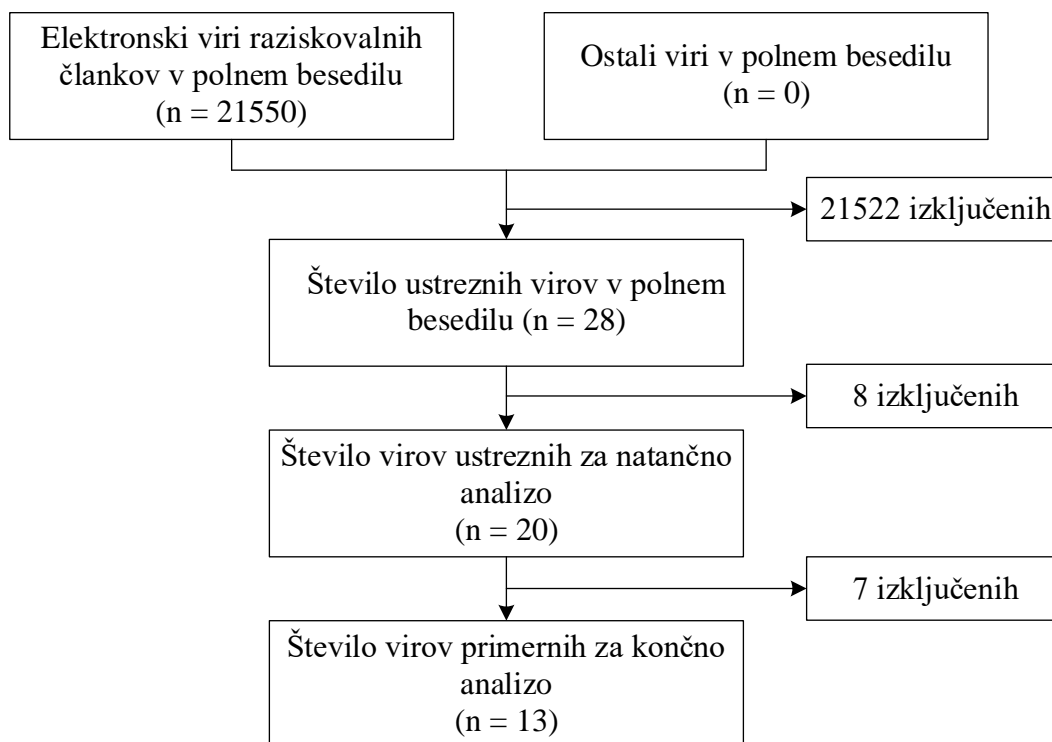 Elektronski viri raziskovalnih
člankov v polnem besedilu
(n = 21550)
Ostali viri v polnem besedilu
(n = 0)
21522 izključenih
Število ustreznih virov v polnem
besedilu (n = 28)
8 izključenih
Število virov ustreznih za natančno
analizo
(n = 20)
7 izključenih
Število virov primernih za končno
analizo
(n = 13)